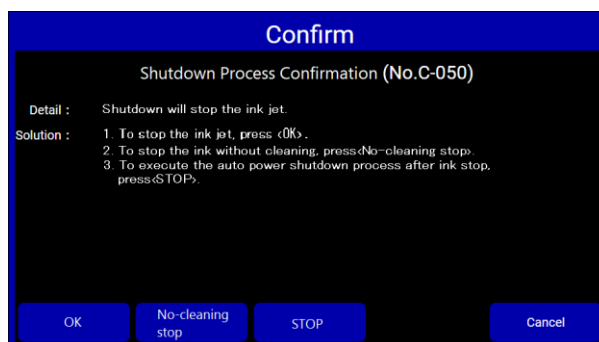 Confirm
Shutdown Process Confirmation (No.C-050)
Detail : Shutdown will stop the ink jet.
Solution : 1. To stop the ink jet, press <OK>.
2. To stop the ink without cleaning, press<No-cleaning stop>.
3. To execute the auto power shutdown process after ink stop,
press<STOP>.
OK No-cleaning stop STOP Cancel